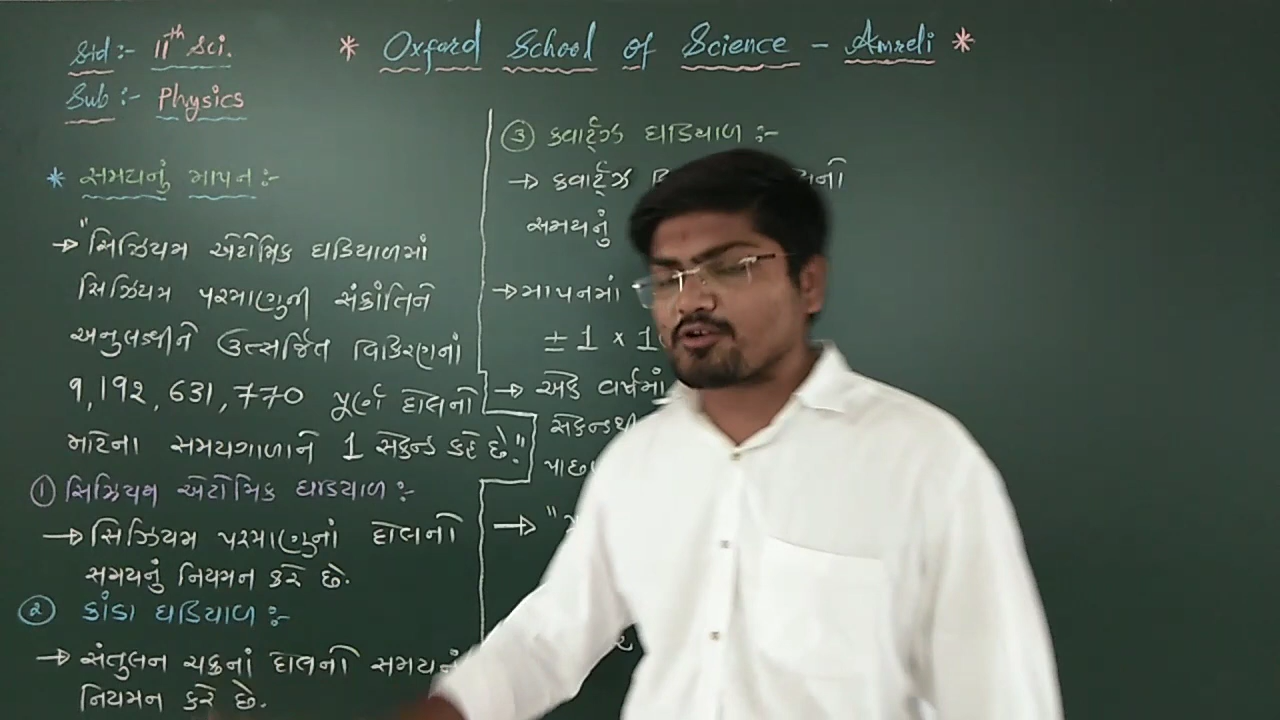 Std :- 11th Sci.
* Oxford School of Science - Amreli *
Sub :- Physics
* સમયનું માપન :-
→ "સિઝિયમ એટોમિક ઘડિયાળમાં
સિઝિયમ પરમાણુની સંક્રાંતિને
અનુલક્ષીને ઉત્સર્જિત વિકિરણનાં
૧,૧૯૨,631,૭૭0 પૂર્ણ દોલનો
માટેના સમયગાળાને 1 સેકન્ડ કહે છે."
① સિઝિયમ એટોમિક ઘડિયાળ :-
→ સિઝિયમ પરમાણુનાં દોલનો
સમયનું નિયમન કરે છે.
② કાંડા ઘડિયાળ :-
→ સંતુલન ચક્રનાં દોલનો સમયનું
નિયમન કરે છે.
③ ક્વાર્ટ્ઝ ઘડિયાળ :-
→ ક્વાર્ટ્ઝ
સમયનું
→ માપનમાં
± 1 × 1
→ એક વર્ષમાં
સેકન્ડથી
→ "